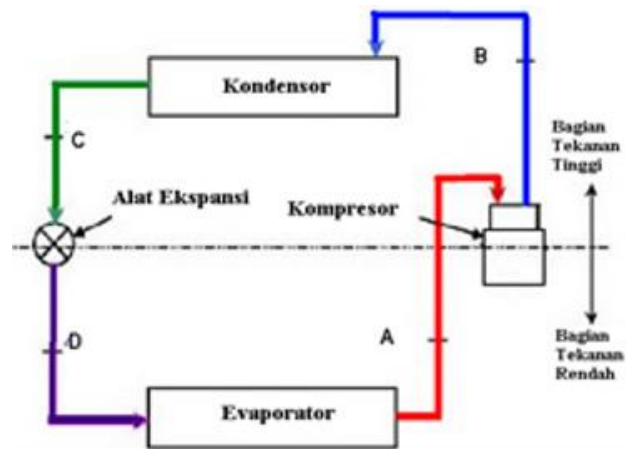 B
Kondensor
Bagian
Tekanan
Tinggi
C
Alat Ekspansi
Kompresor
D
A
Bagian
Tekanan
Rendah
Evaporator